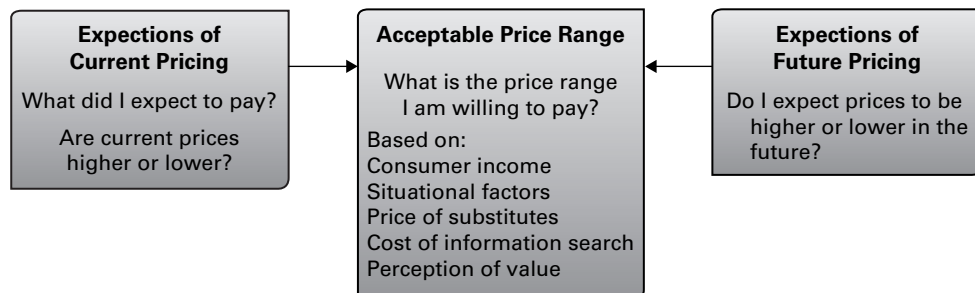 Expections of
Current Pricing
What did I expect to pay?
Are current prices
higher or lower?
Acceptable Price Range
What is the price range
I am willing to pay?
Based on:
Consumer income
Situational factors
Price of substitutes
Cost of information search
Perception of value
Expections of
Future Pricing
Do I expect prices to be
higher or lower in the
future?